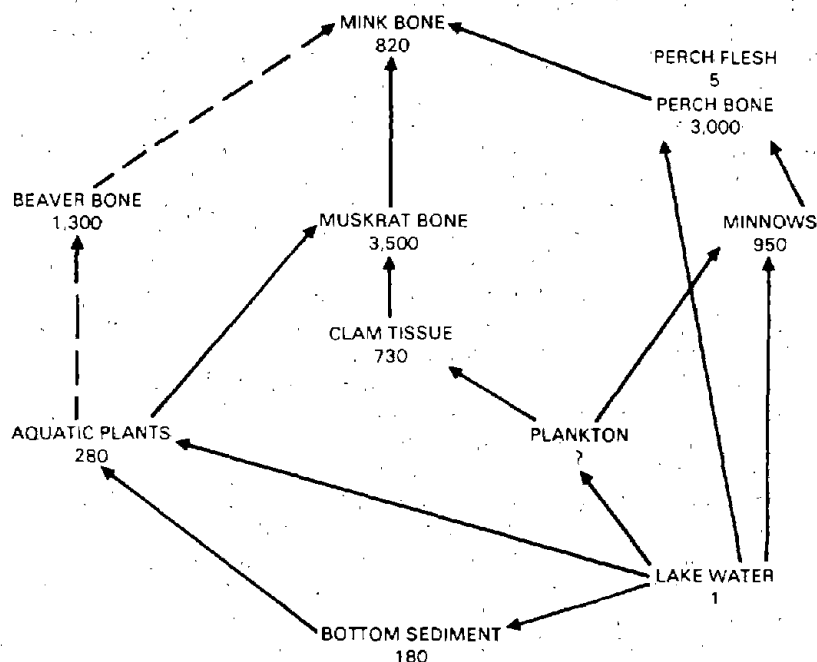 MINK BONE
820
PERCH FLESH
5
PERCH BONE
3,000
BEAVER BONE
1,300
MUSKRAT BONE
3,500
MINNOWS
950
CLAM TISSUE
730
AQUATIC PLANTS
280
PLANKTON
?
LAKE WATER
1
BOTTOM SEDIMENT
180